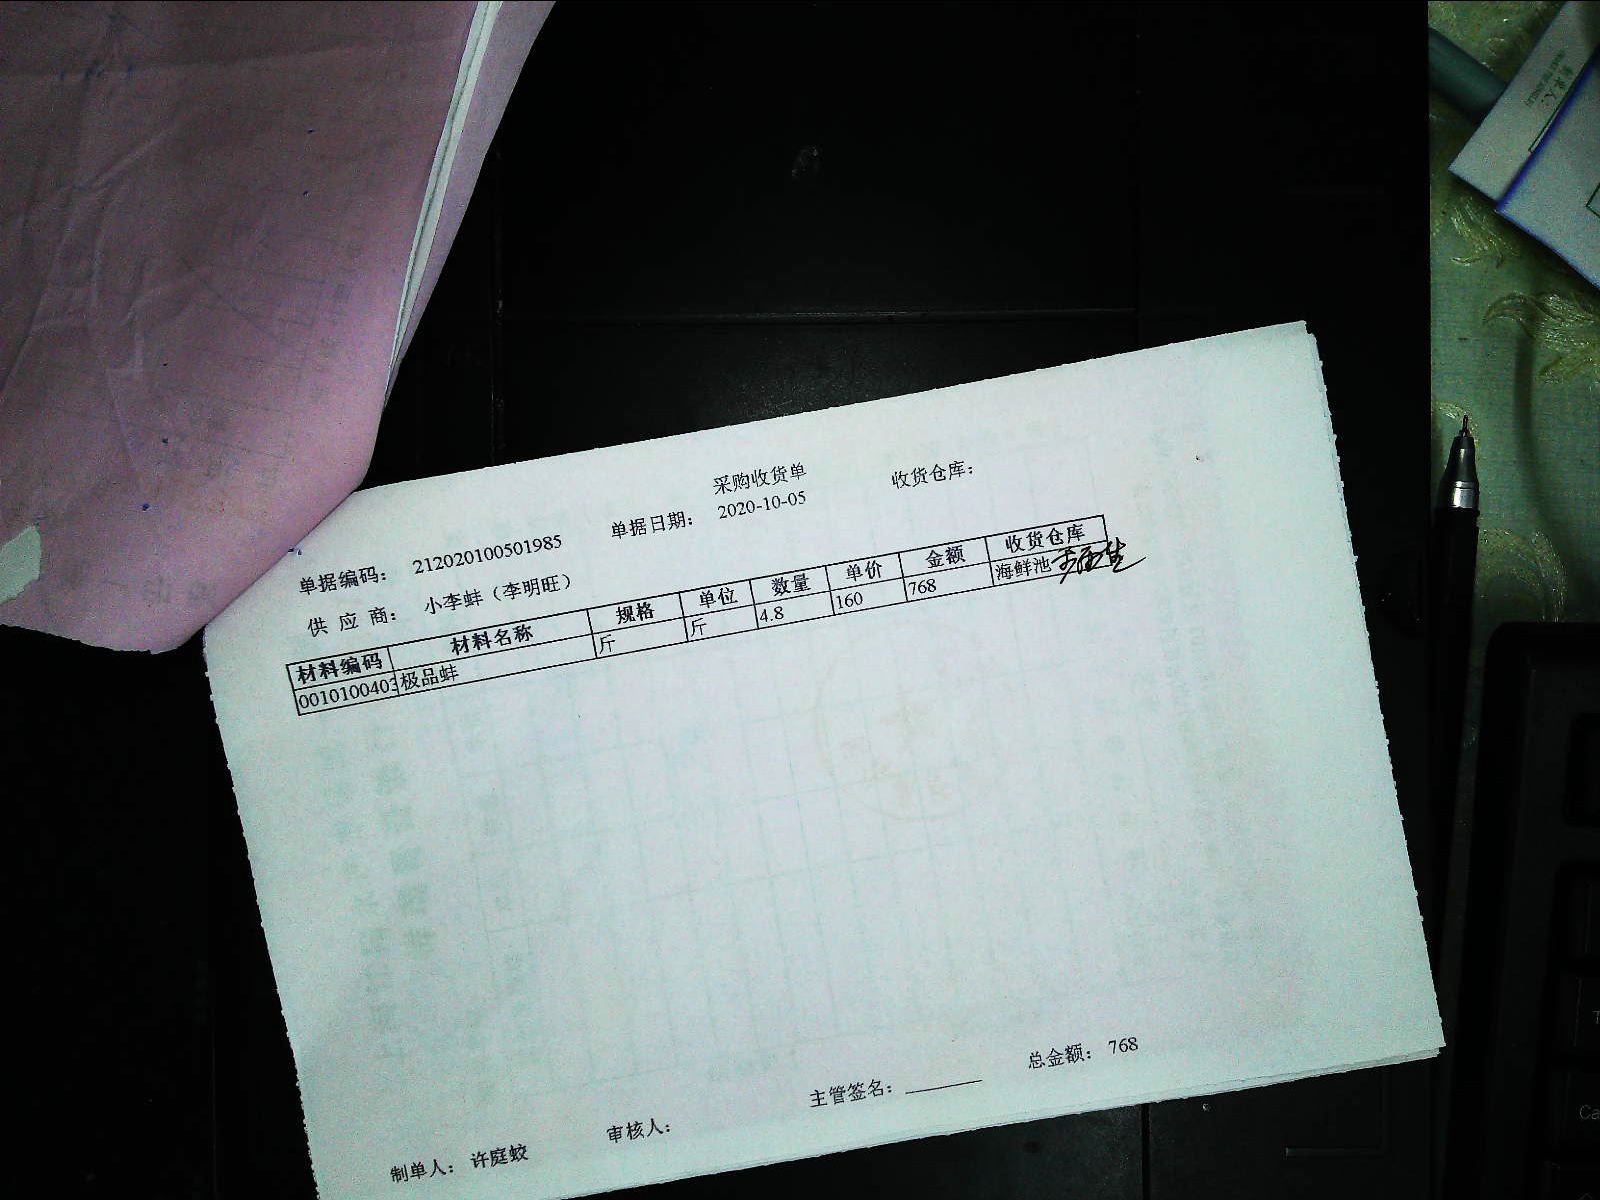 采购收货单
单据编码： 212020100501985 单据日期： 2020-10-05 收货仓库：
供 应 商： 小李蚌（李明旺）
材料编码 材料名称 规格 单位 数量 单价 金额 收货仓库
0010100403 极品蚌 斤 斤 4.8 160 768 海鲜池
总金额： 768
主管签名：
审核人：
制单人： 许庭蛟